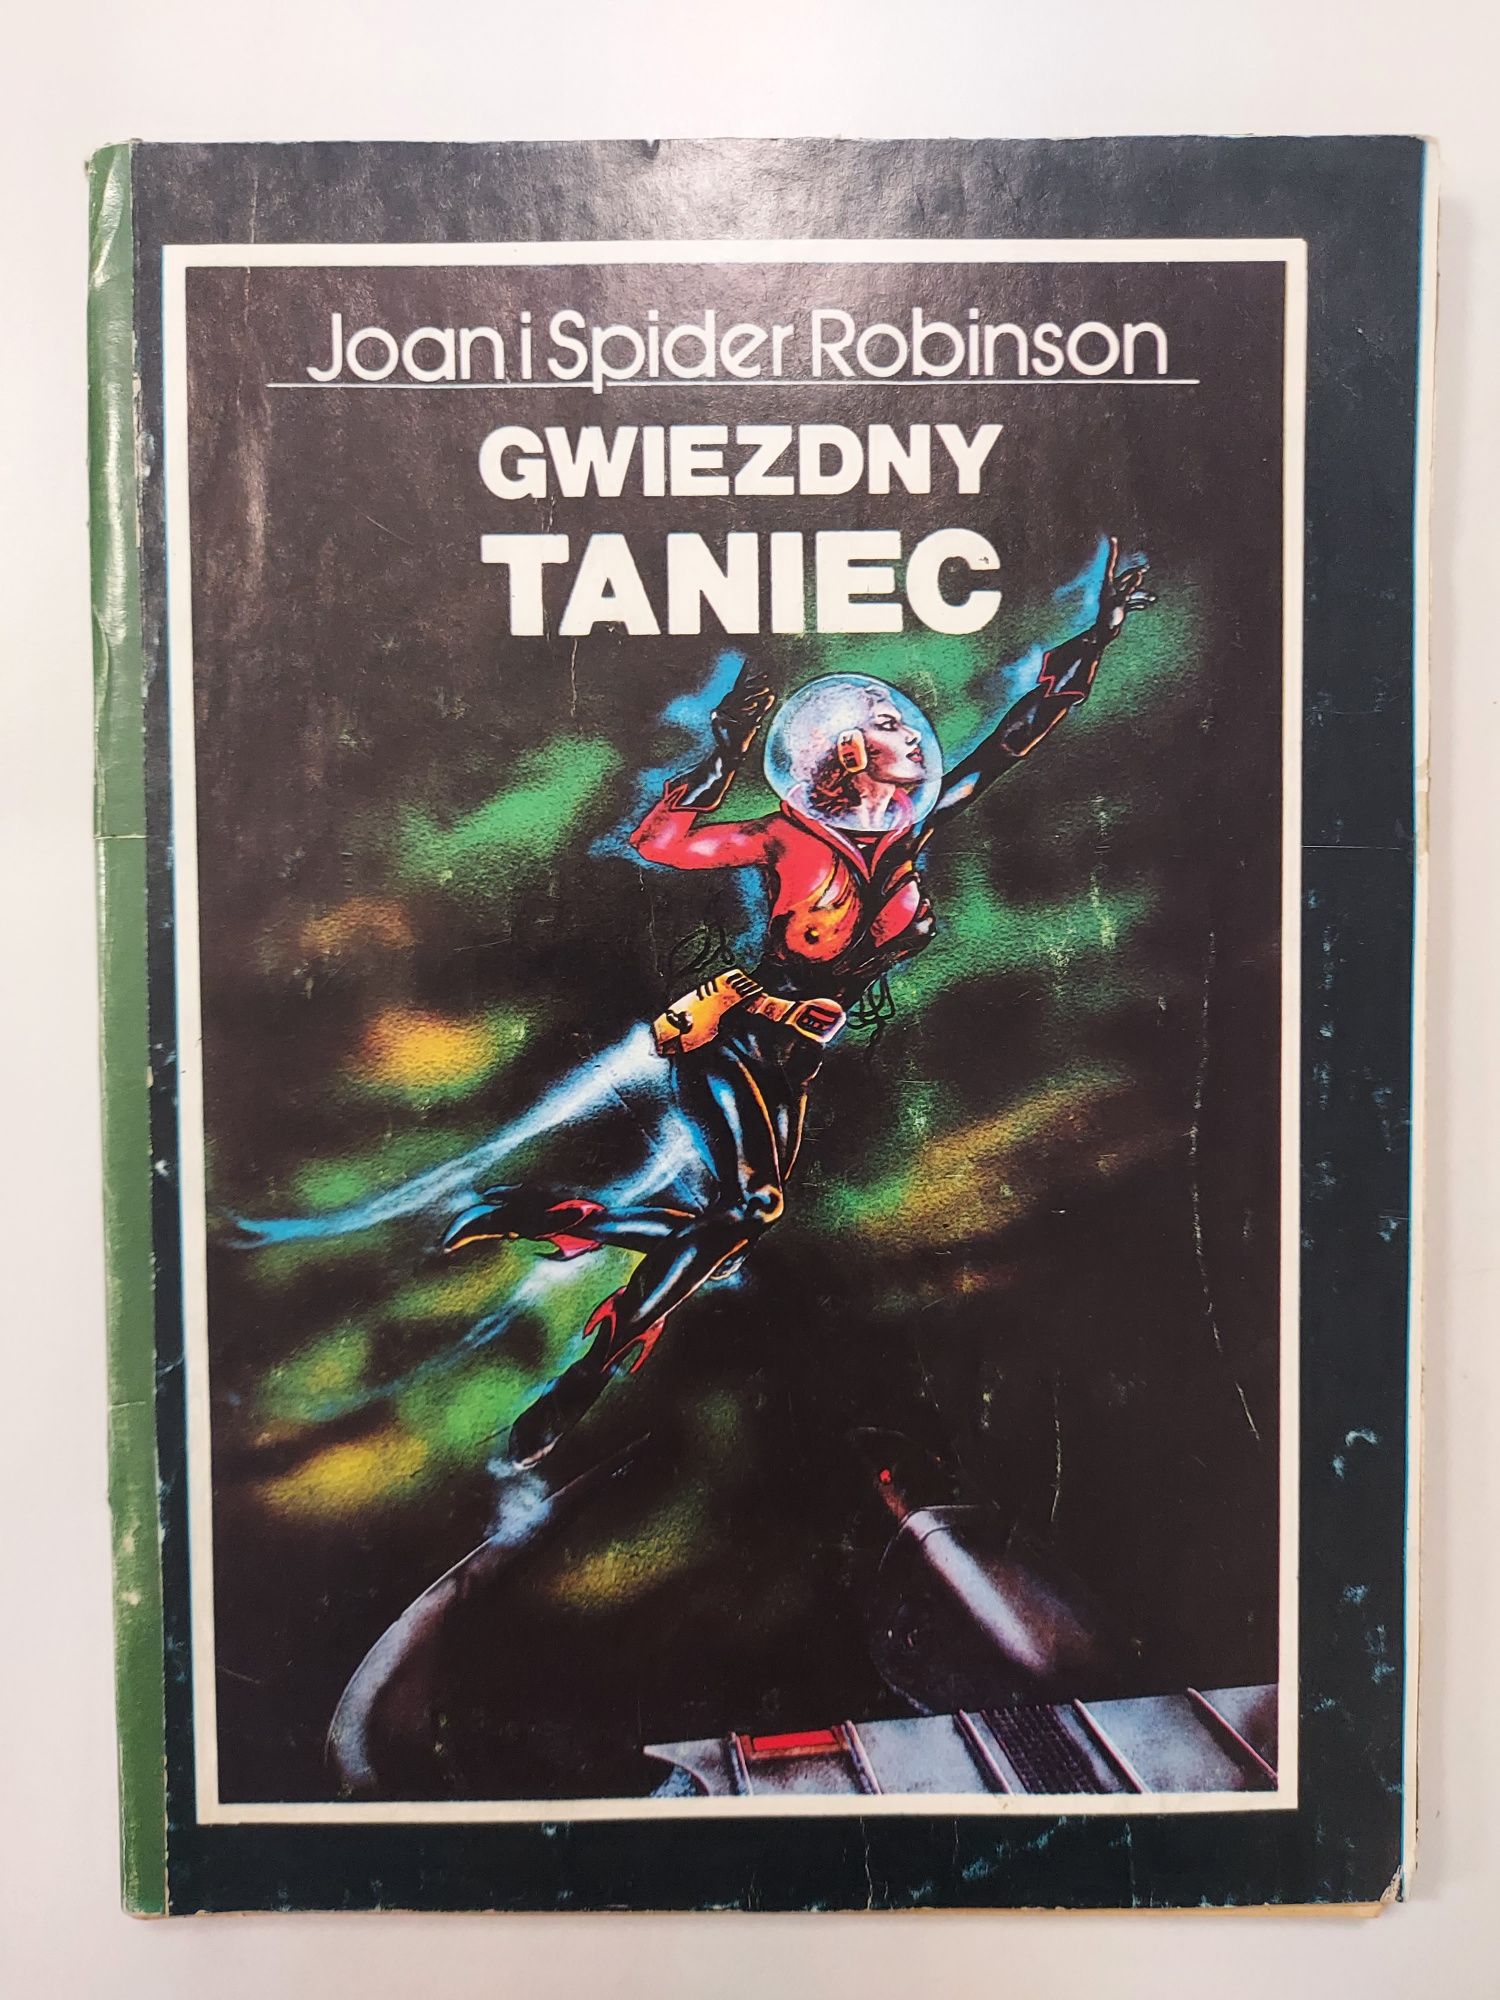 Joan i Spider Robinson
GWIEZDNY
TANIEC